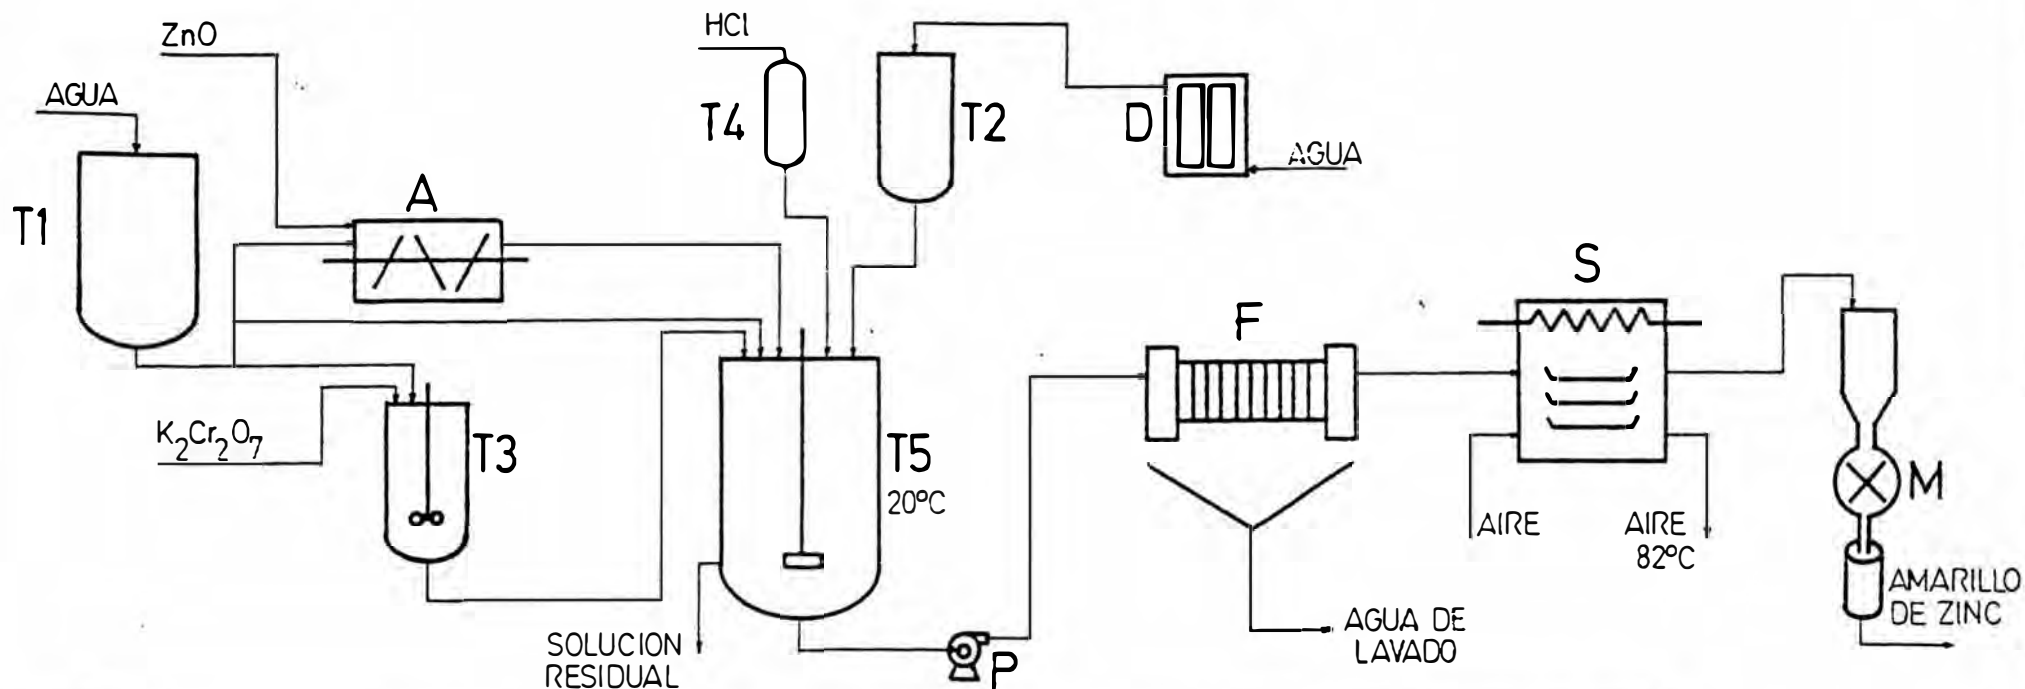 ZnO
AGUA
T1
A
HCl
T4
T2
D
AGUA
K2Cr2O7
T3
T5
20°C
SOLUCION
RESIDUAL
P
F
AGUA DE
LAVADO
S
AIRE
AIRE
82°C
M
AMARILLO
DE ZINC